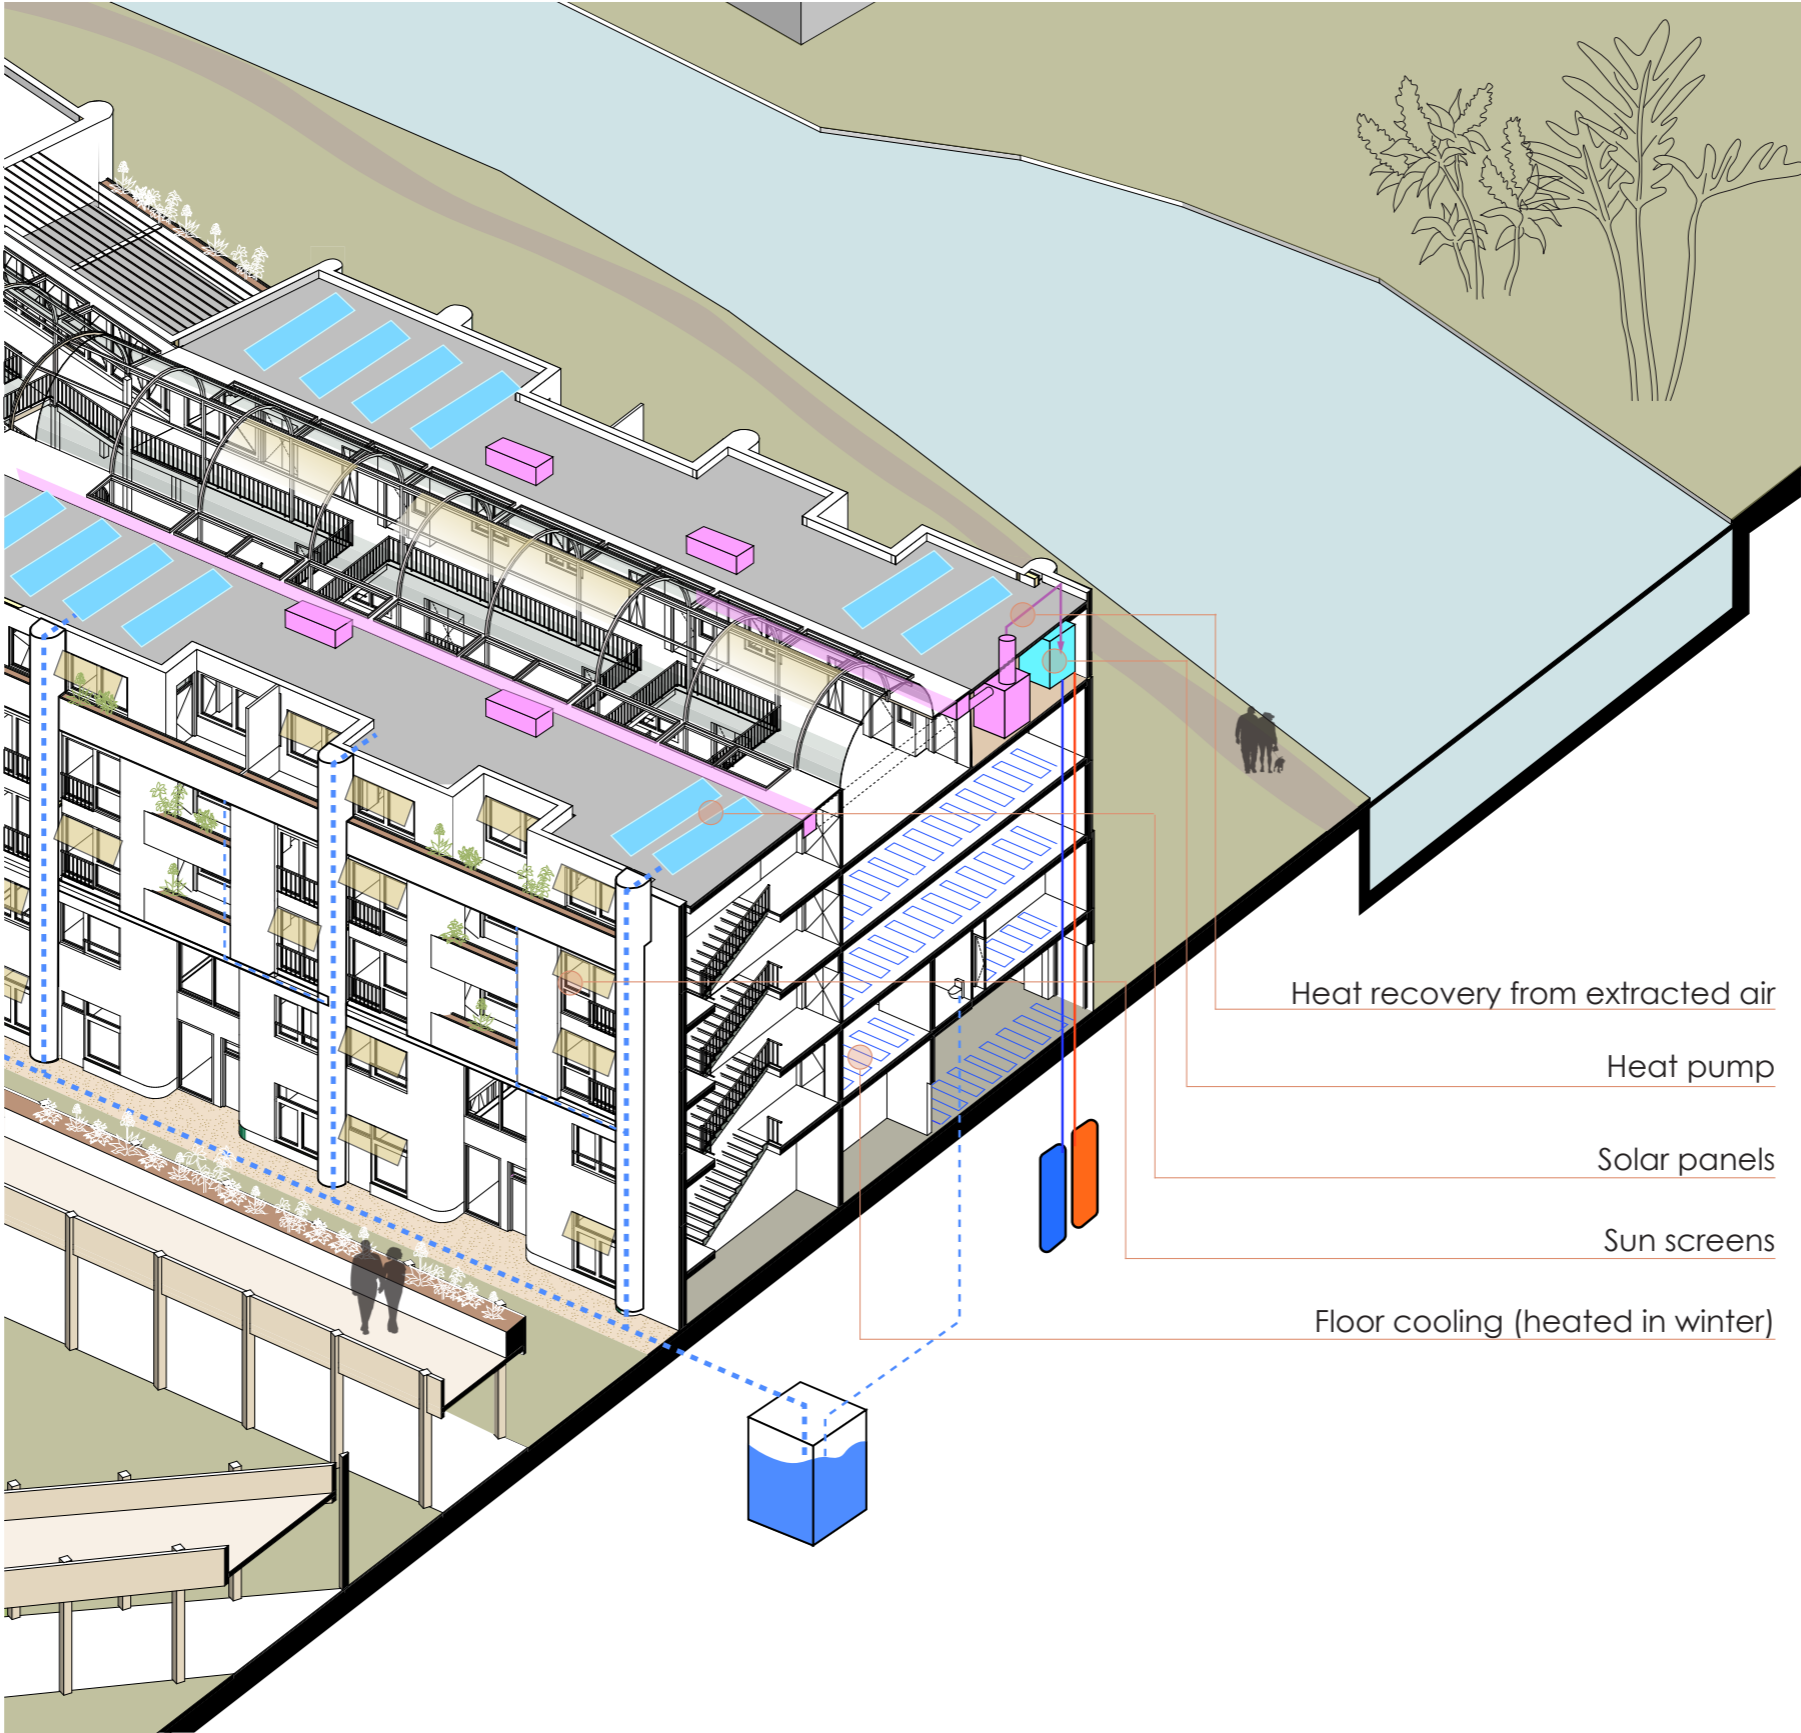 Heat recovery from extracted air
Heat pump
Solar panels
Sun screens
Floor cooling (heated in winter)